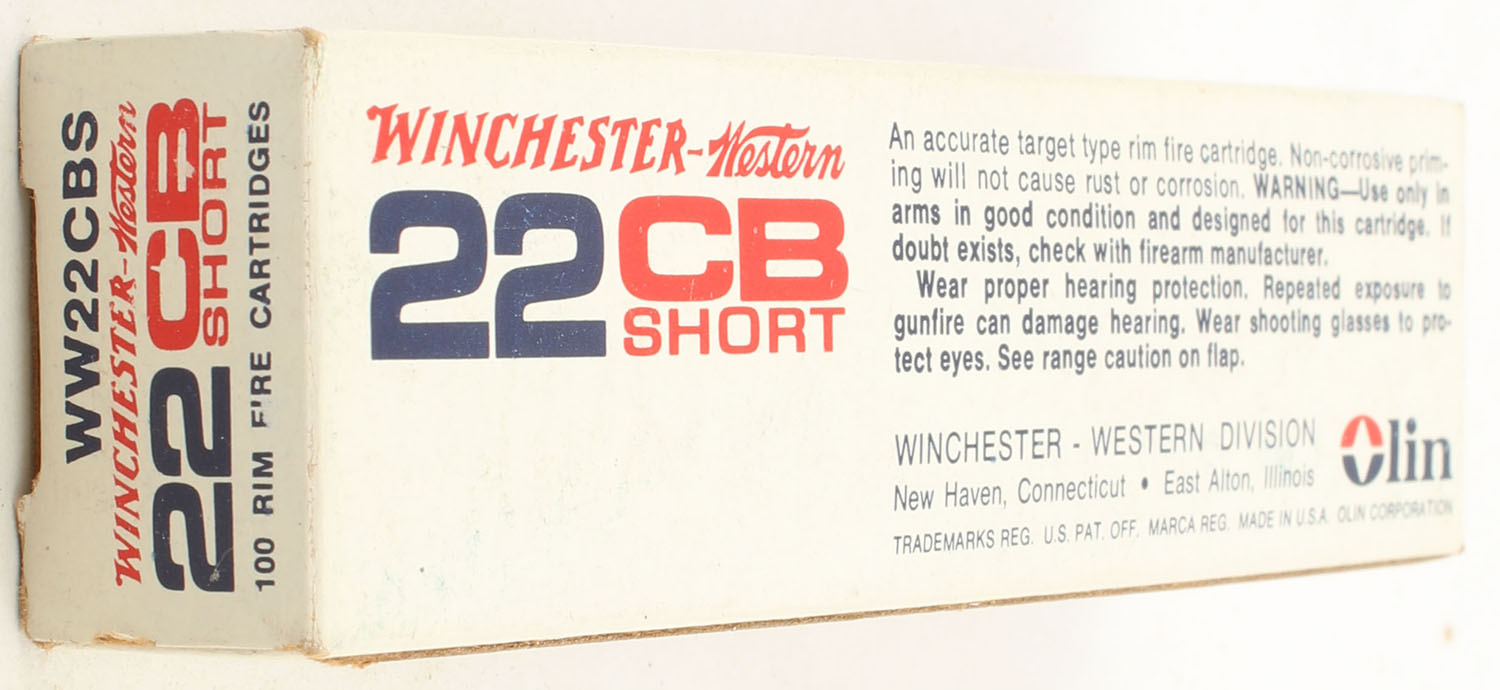 WW22CBS
WINCHESTER-Western
22 CB
SHORT
100 RIM FIRE CARTRIDGES
WINCHESTER-Western
22 CB
SHORT
An accurate target type rim fire cartridge. Non-corrosive prim-
ing will not cause rust or corrosion. WARNING—Use only in
arms in good condition and designed for this cartridge. If
doubt exists, check with firearm manufacturer.
Wear proper hearing protection. Repeated exposure to
gunfire can damage hearing. Wear shooting glasses to pro-
tect eyes. See range caution on flap.
WINCHESTER - WESTERN DIVISION
New Haven, Connecticut • East Alton, Illinois
Olin
TRADEMARKS REG. U.S. PAT. OFF. MARCA REG. MADE IN U.S.A. OLIN CORPORATION